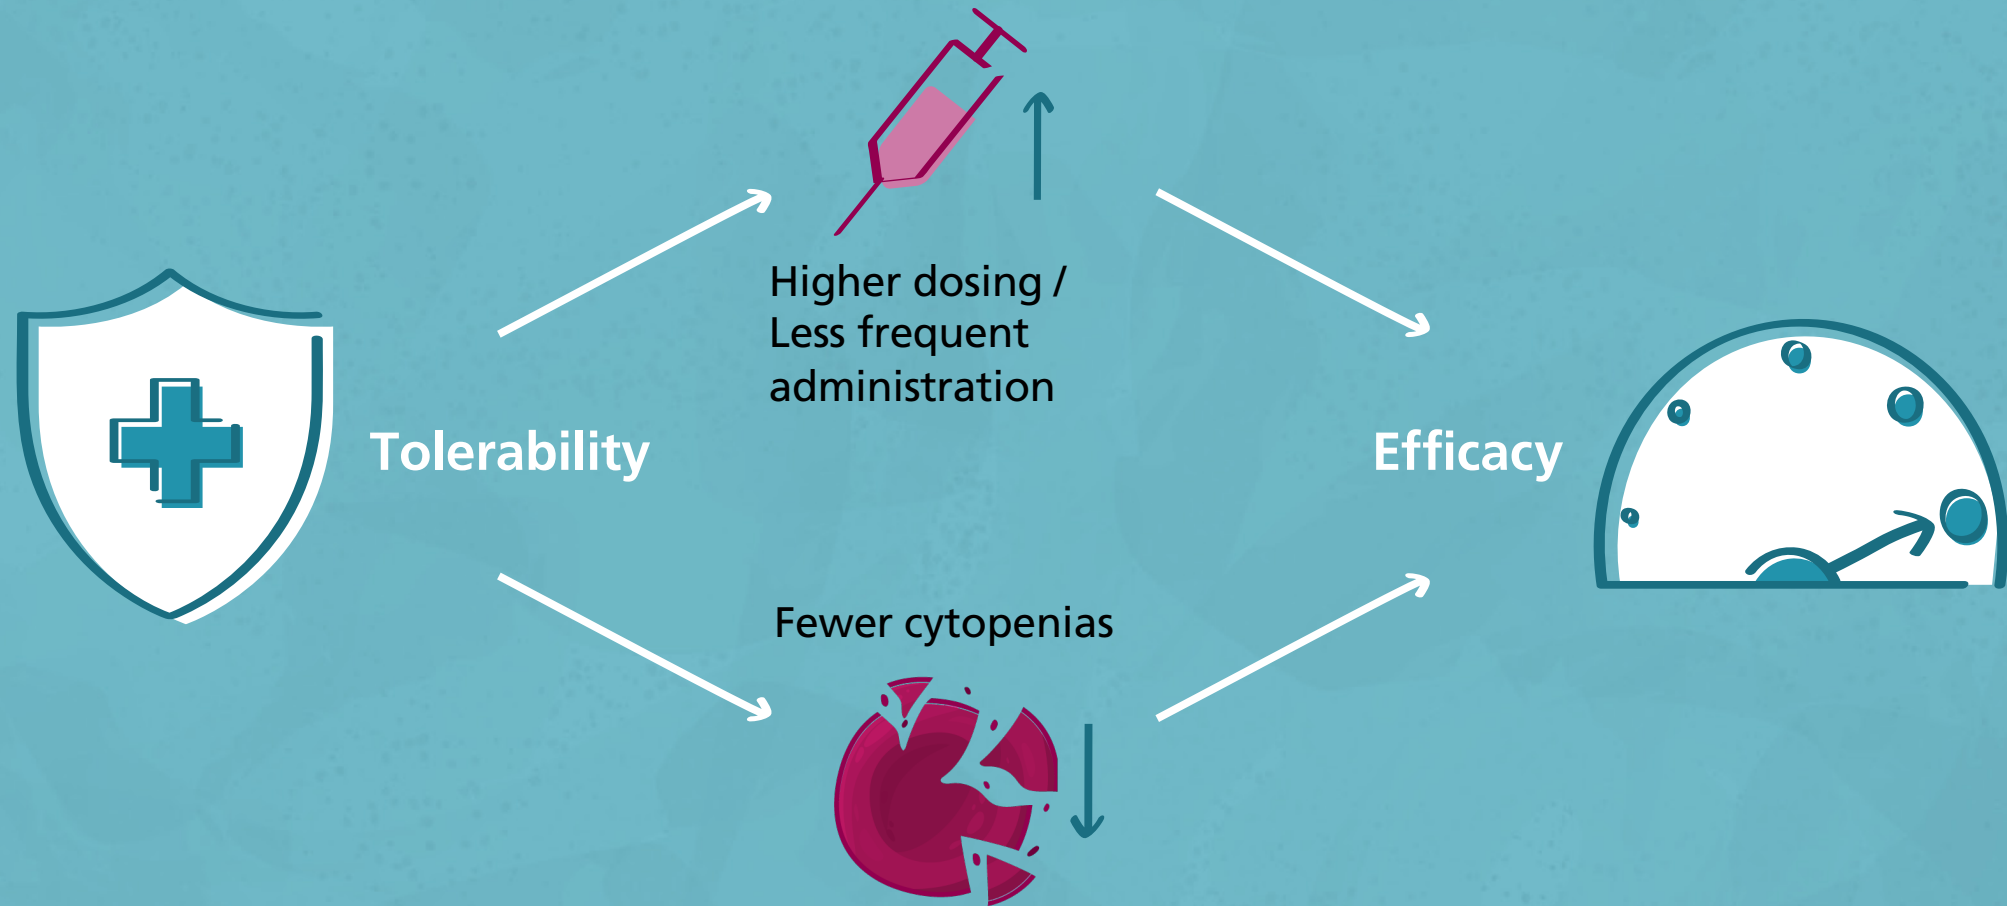 Higher dosing /
Less frequent
administration
Tolerability
Efficacy
Fewer cytopenias